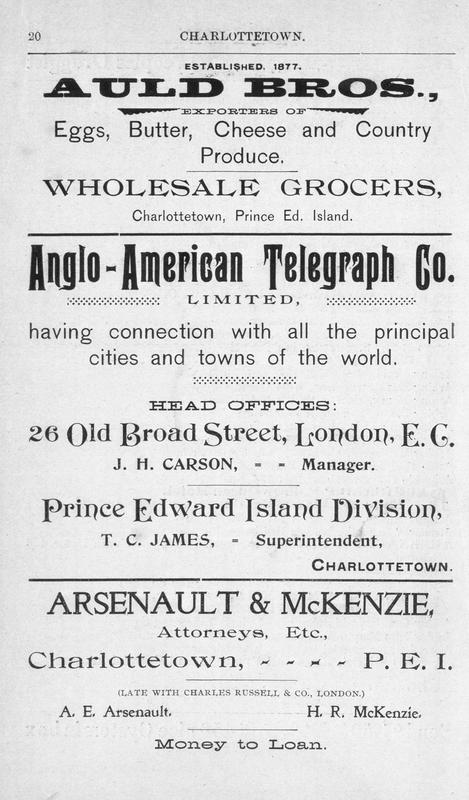 20 CHARLOTTETOWN.
ESTABLISHED. 1877.
AULD BROS.,
EXPORTERS OF
Eggs, Butter, Cheese and Country
Produce.
WHOLESALE GROCERS,
Charlottetown, Prince Ed. Island.
Anglo-American Telegraph Co.
LIMITED,
having connection with all the principal
cities and towns of the world.
HEAD OFFICES:
26 Old Broad Street, London, E. C.
J. H. CARSON, - - Manager.
Prince Edward Island Division,
T. C. JAMES, - Superintendent,
CHARLOTTETOWN.
ARSENAULT & McKENZIE,
Attorneys, Etc.,
Charlottetown, - - - - P. E. I.
(LATE WITH CHARLES RUSSELL & CO., LONDON.)
A. E. Arsenault. H. R. McKenzie.
Money to Loan.